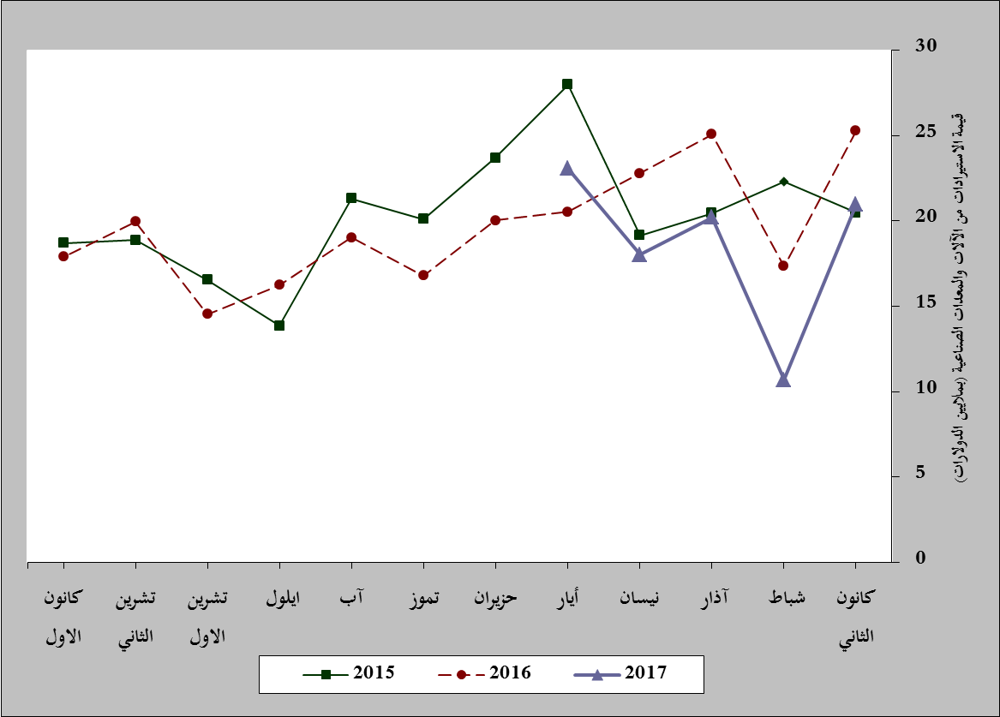 30
25
20
15
10
5
0
قيمة الاستيرادات من الآلات والمعدات الصناعية (بملايين الدولارات)
كانون الثاني
شباط
آذار
نيسان
أيار
حزيران
تموز
آب
ايلول
تشرين الاول
تشرين الثاني
كانون الاول
2015
2016
2017